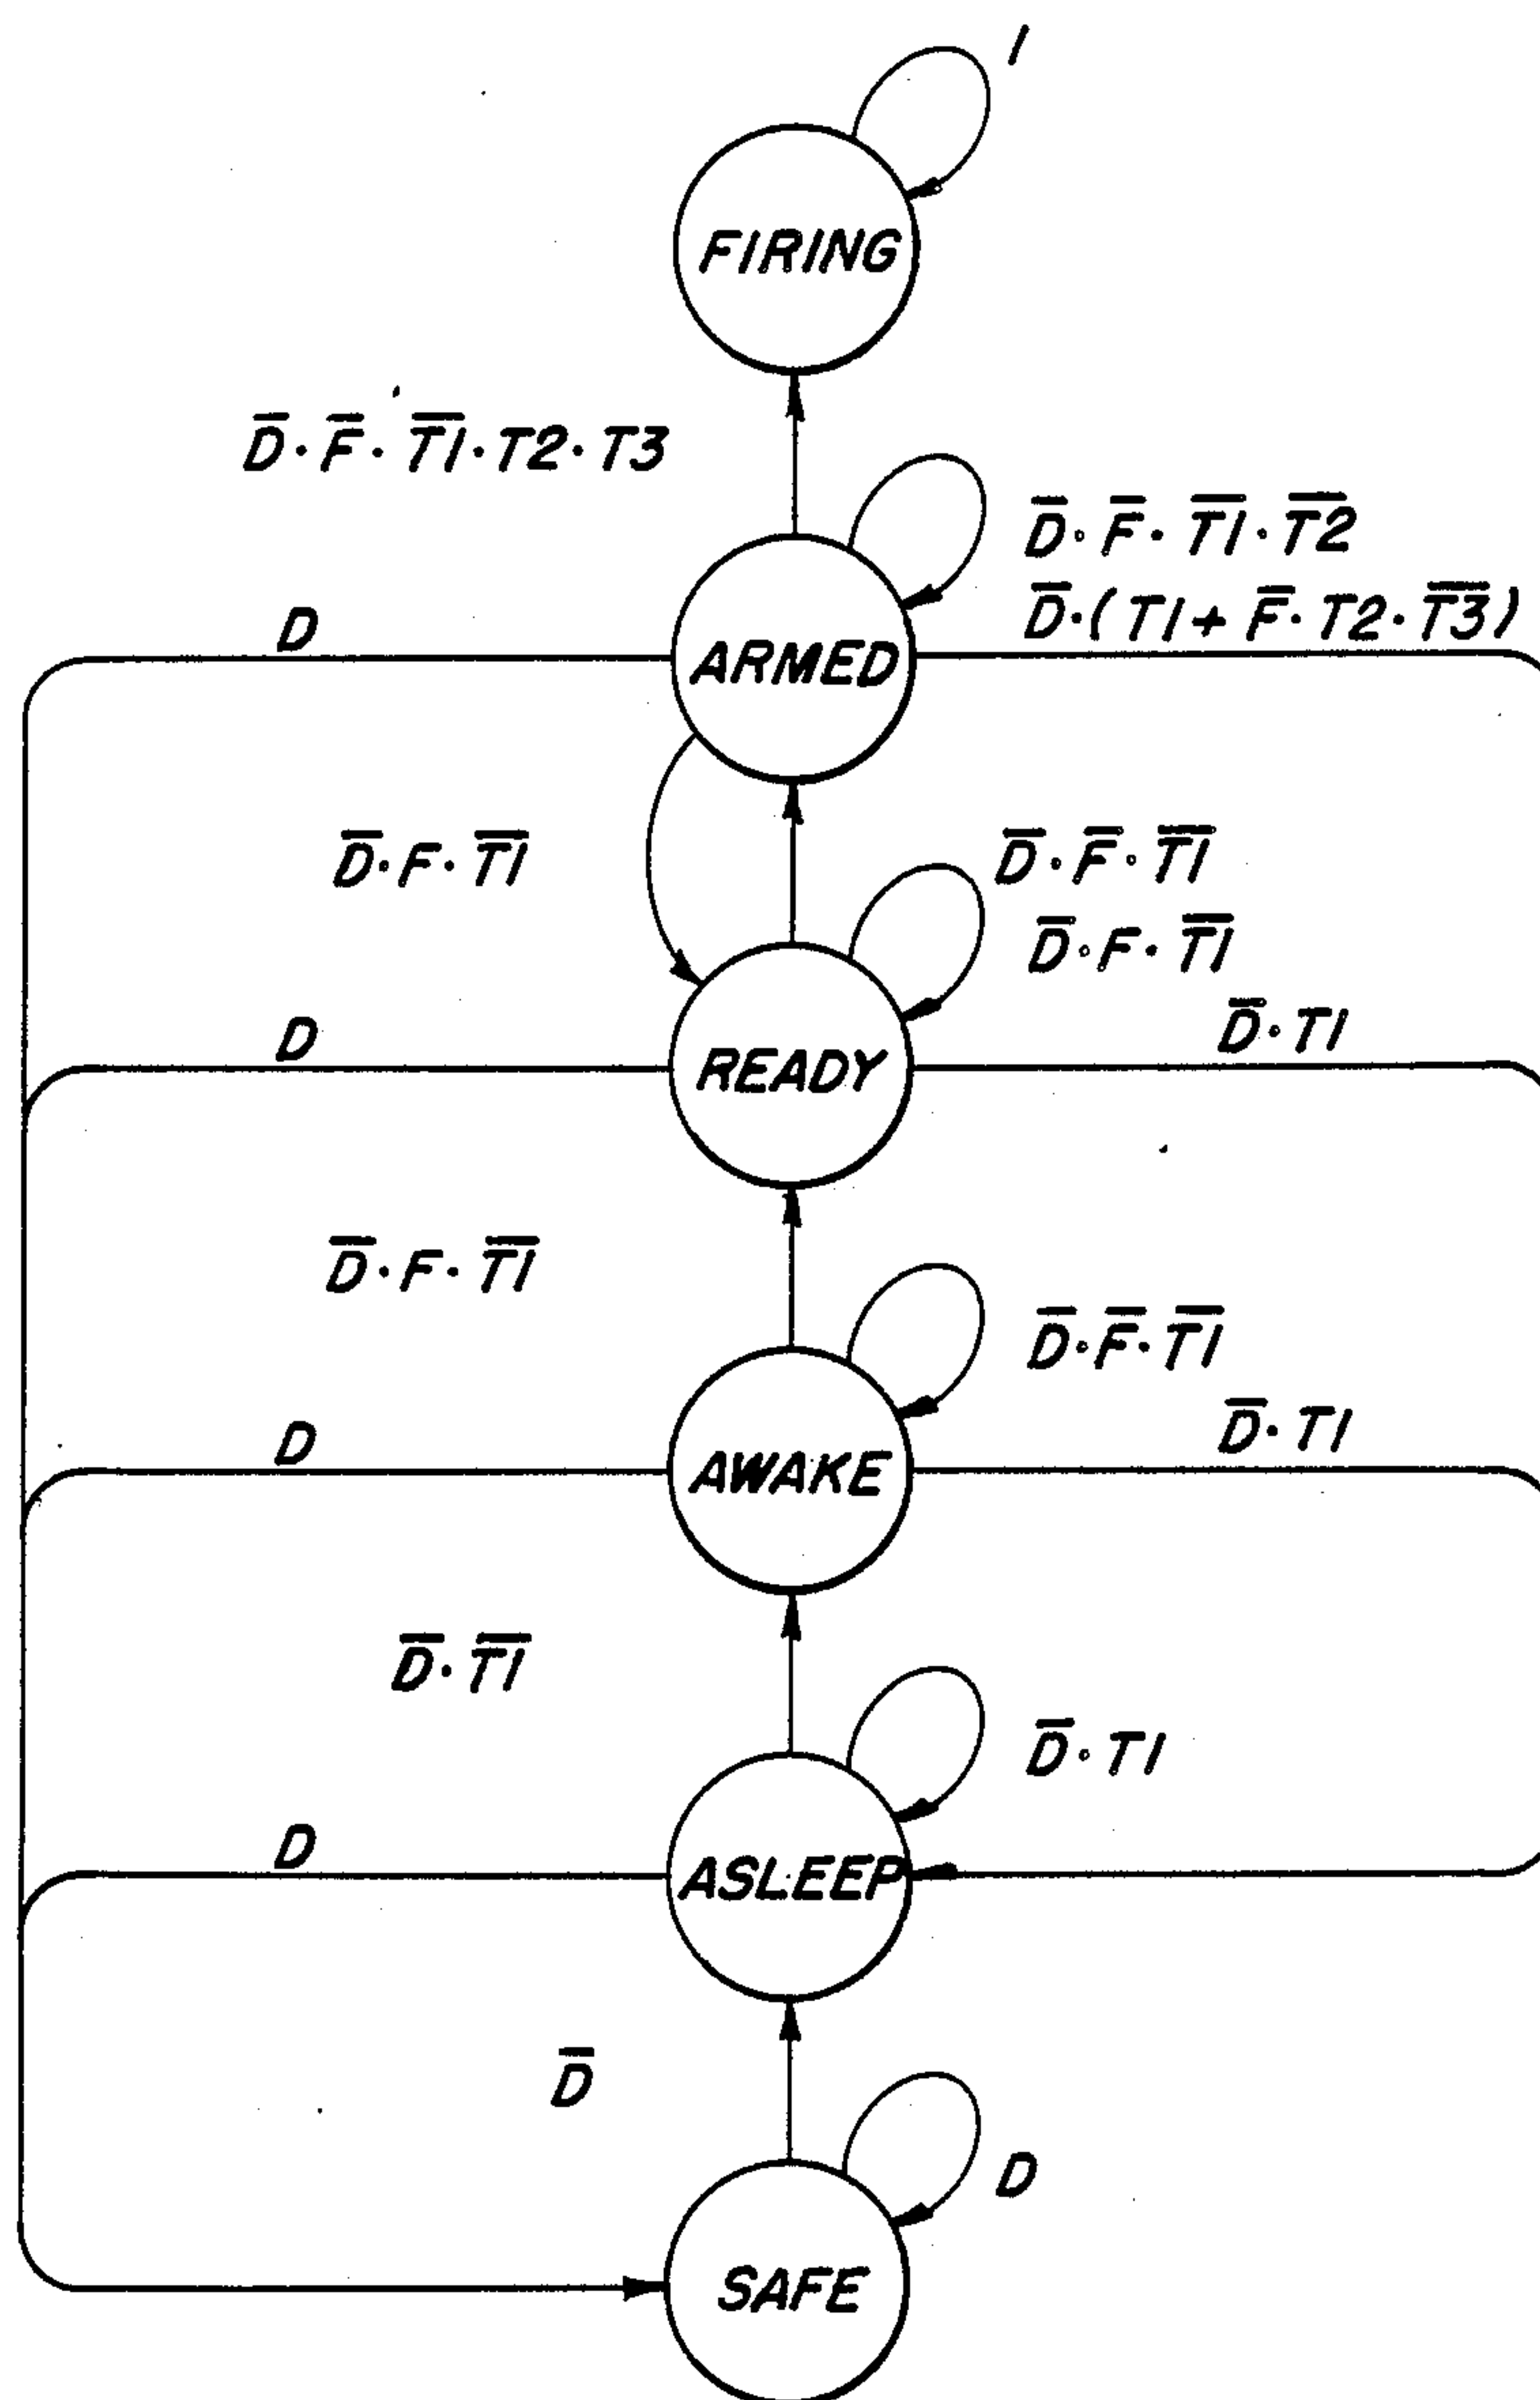 1
FIRING
D̅·F̅·T̅1̅·T2·T3
D̅·F̅·T̅1̅·T̅2̅
D̅·(T1+F̅·T2·T̅3̅)
D
ARMED
D̅·F·T̅1̅
D̅·F̅·T̅1̅
D̅·F·T̅1̅
D
D̅·T1
READY
D̅·F·T̅1̅
D̅·F̅·T̅1̅
D
D̅·T1
AWAKE
D̅·T̅1̅
D̅·T1
D
ASLEEP
D̅
D
SAFE